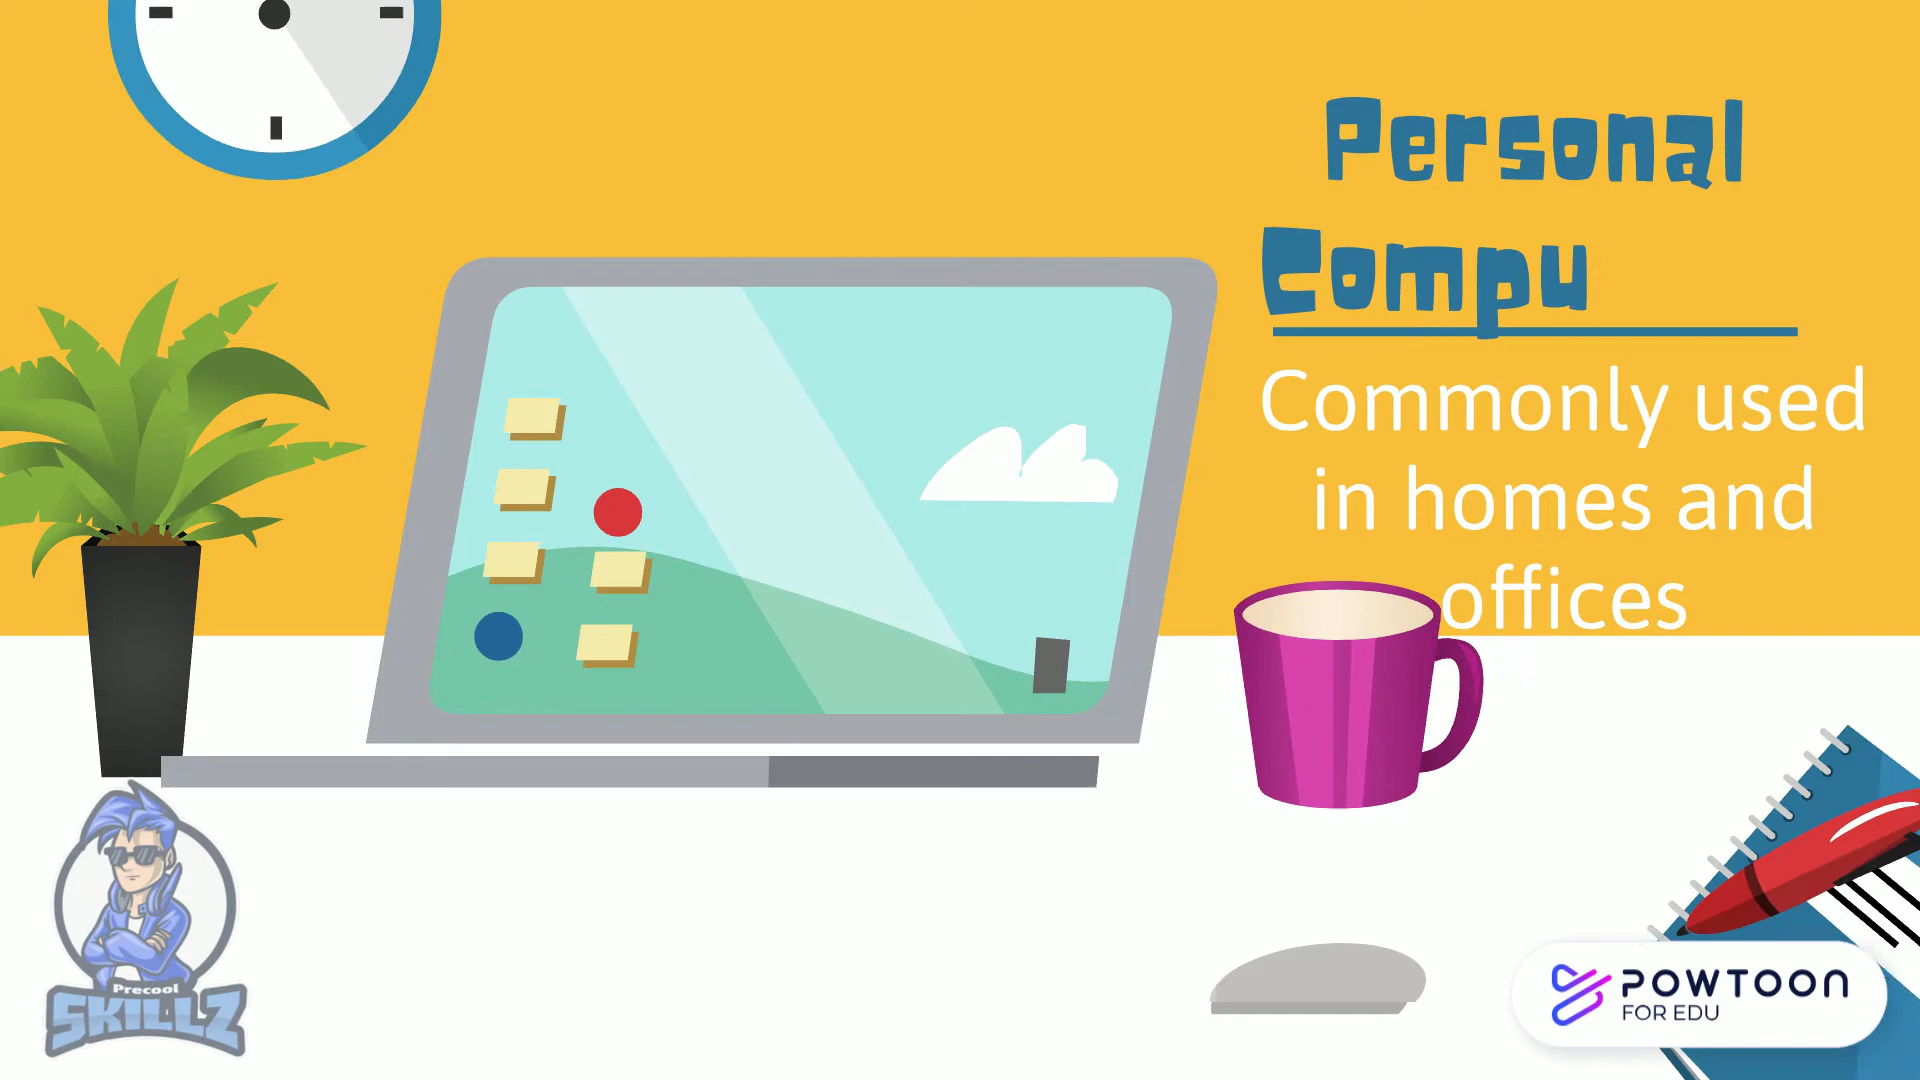 Personal
Compu
Commonly used
in homes and
offices
Precool
SKILLZ
POWTOON
FOR EDU